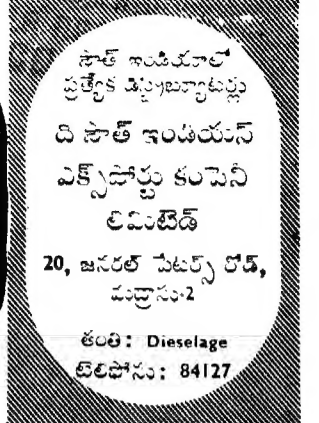 సౌత్ ఇండియాలో
ప్రత్యేక డిస్ట్రిబ్యూటర్లు
ది సౌత్ ఇండియన్
ఎక్స్‌పోర్టు కంపెనీ
లిమిటెడ్
20, జనరల్ పేటర్స్ రోడ్,
మద్రాసు-2
తంతి : Dieselage
టెలిఫోను : 84127